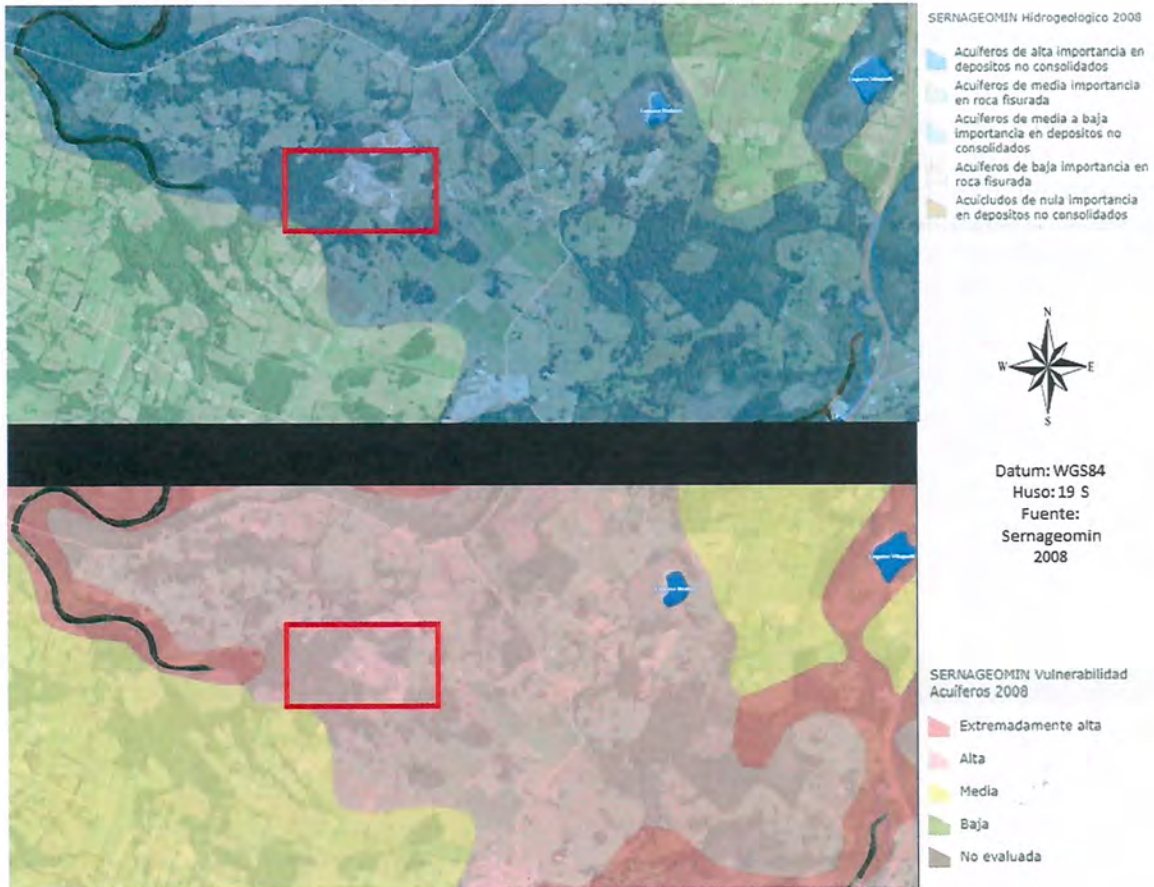 SERNAGEOMIN Hidrogeologico 2008
Acuíferos de alta importancia en
depositos no consolidados
Acuíferos de media importancia
en roca fisurada
Acuíferos de media a baja
importancia en depositos no
consolidados
Acuíferos de baja importancia en
roca fisurada
Acuicludos de nula importancia
en depositos no consolidados
N
W E
S
Datum: WGS84
Huso: 19 S
Fuente:
Sernageomin
2008
Laguna
Laguna
SERNAGEOMIN Vulnerabilidad
Acuíferos 2008
Extremadamente alta
Alta
Media
Baja
No evaluada